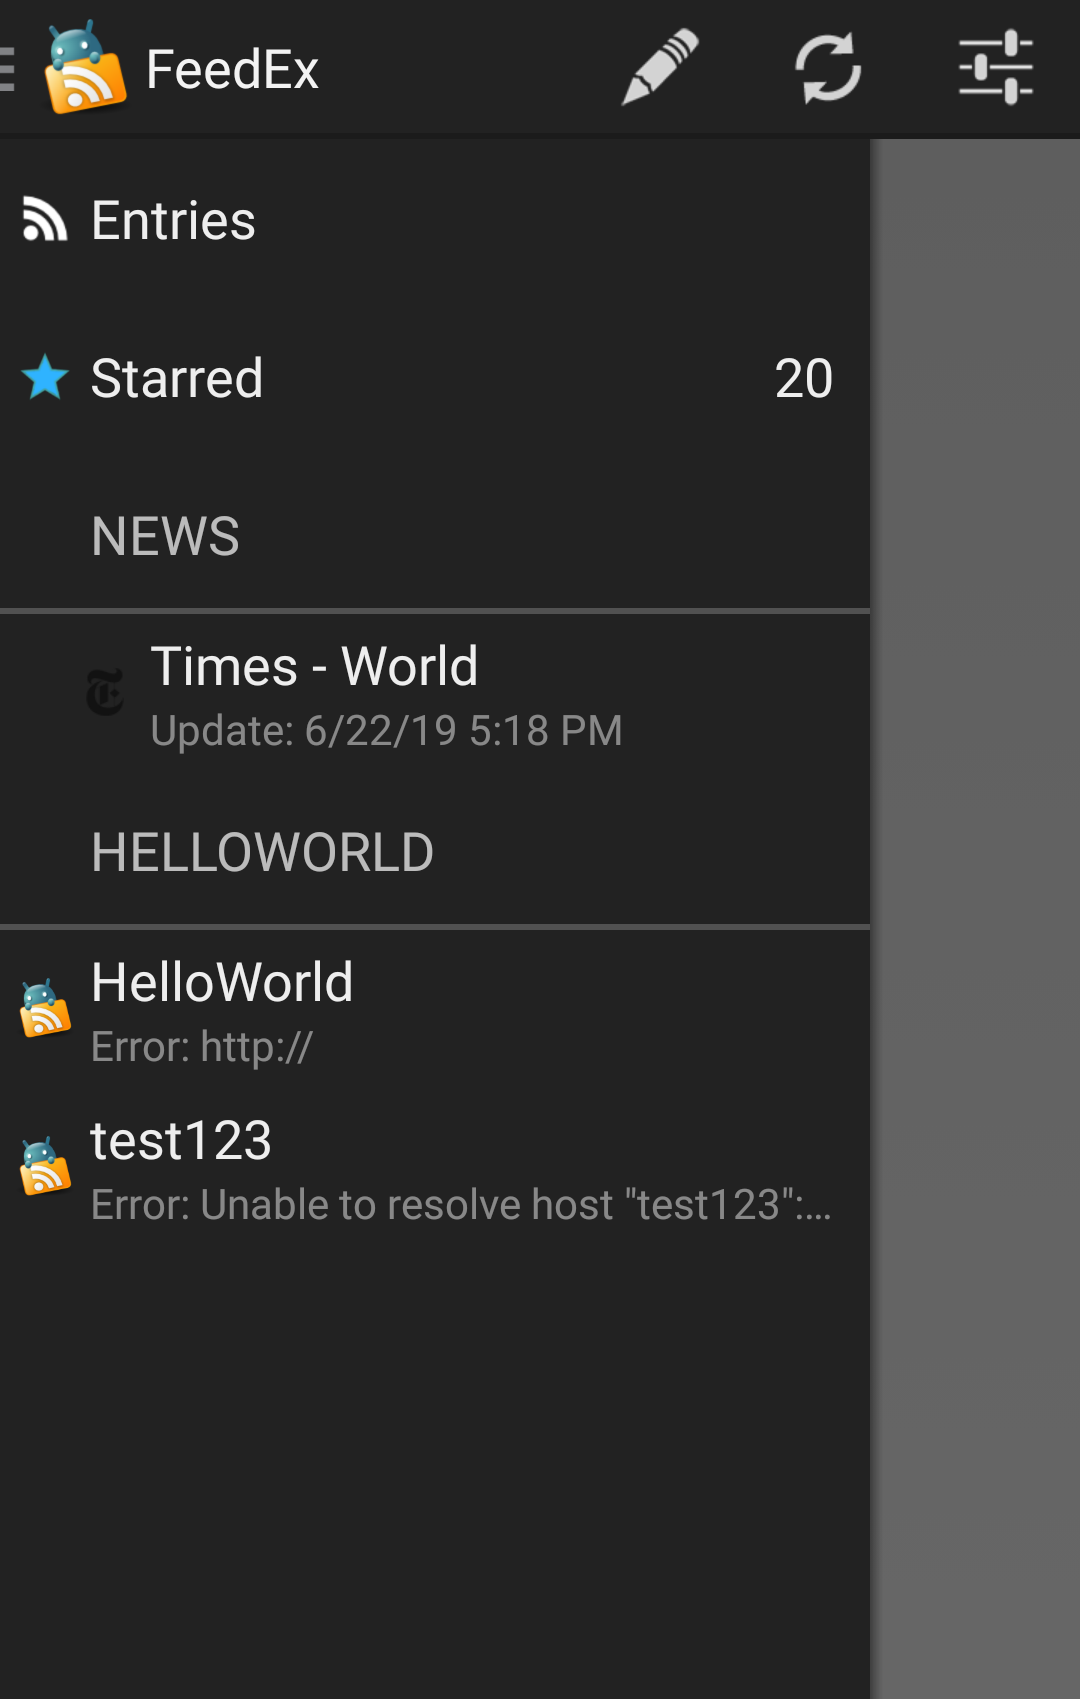 FeedEx
Entries
Starred 20
NEWS
Times - World
Update: 6/22/19 5:18 PM
HELLOWORLD
HelloWorld
Error: http://
test123
Error: Unable to resolve host "test123":...